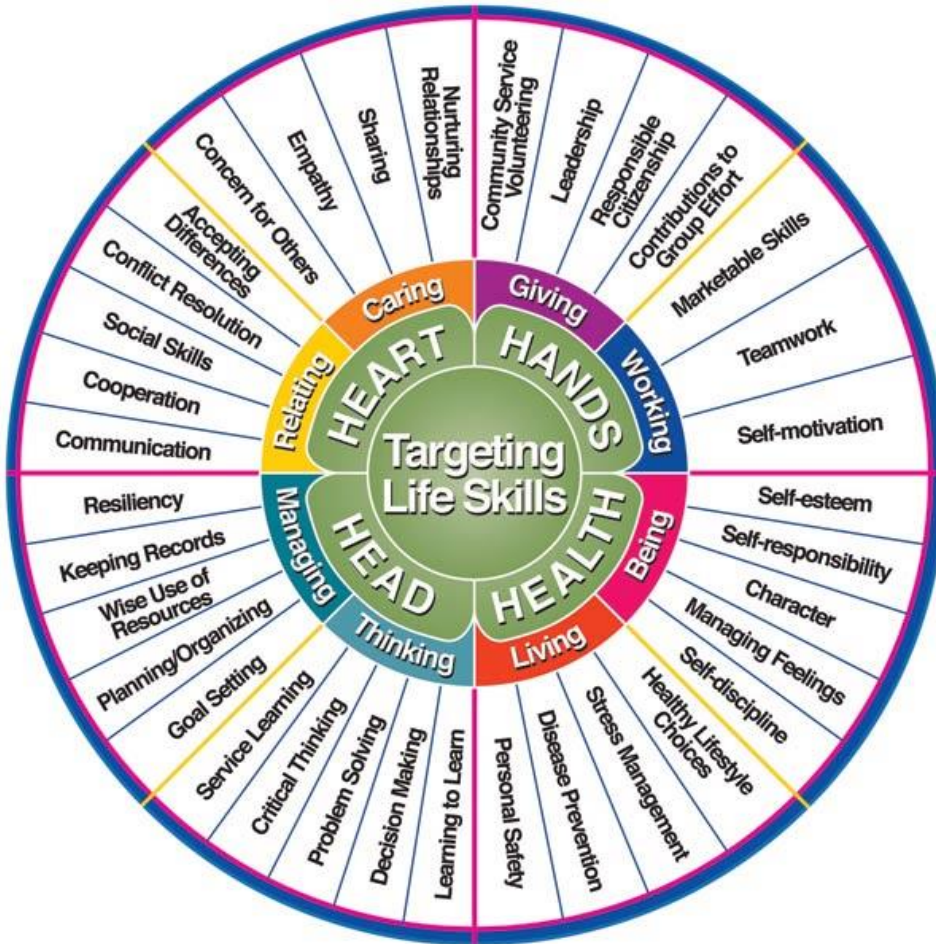 Targeting
Life Skills
HEART
HANDS
HEALTH
HEAD
Caring
Giving
Working
Being
Living
Thinking
Managing
Relating
Nurturing
Relationships
Sharing
Empathy
Concern for Others
Accepting
Differences
Conflict Resolution
Social Skills
Cooperation
Communication
Community Service
Volunteering
Leadership
Responsible
Citizenship
Contributions to
Group Effort
Marketable Skills
Teamwork
Self-motivation
Self-esteem
Self-responsibility
Character
Managing Feelings
Self-discipline
Healthy Lifestyle
Choices
Stress Management
Disease Prevention
Personal Safety
Learning to Learn
Decision Making
Problem Solving
Critical Thinking
Service Learning
Goal Setting
Planning/Organizing
Wise Use of
Resources
Keeping Records
Resiliency